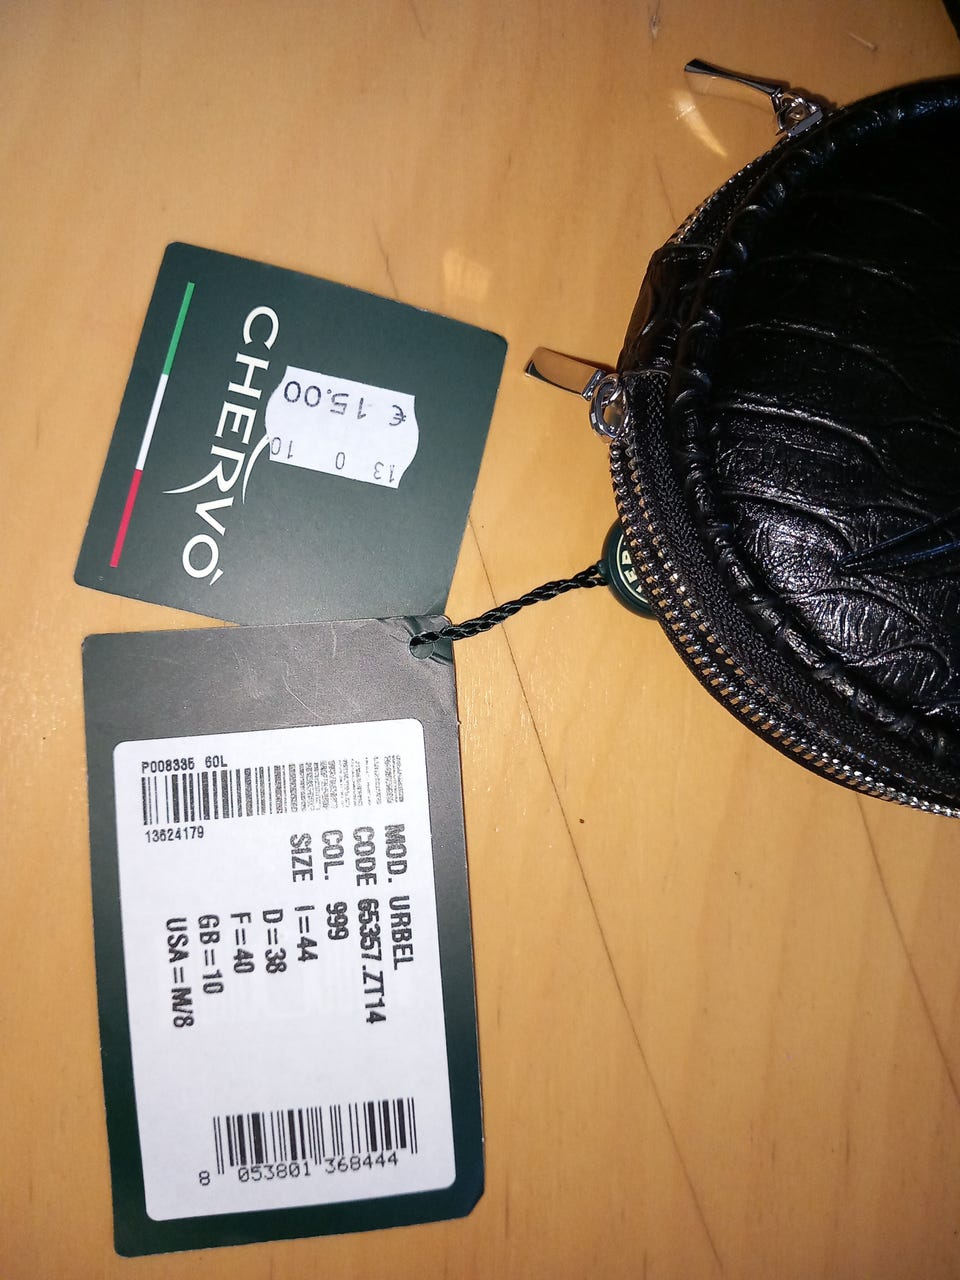 CHERVÒ
€ 15.00
13 0 10
P008335 60L
13624179
MOD. URBEL
CODE 65357.ZT14
COL. 999
SIZE I=44
D=38
F=40
GB=10
USA=M/8
8 053801 368444